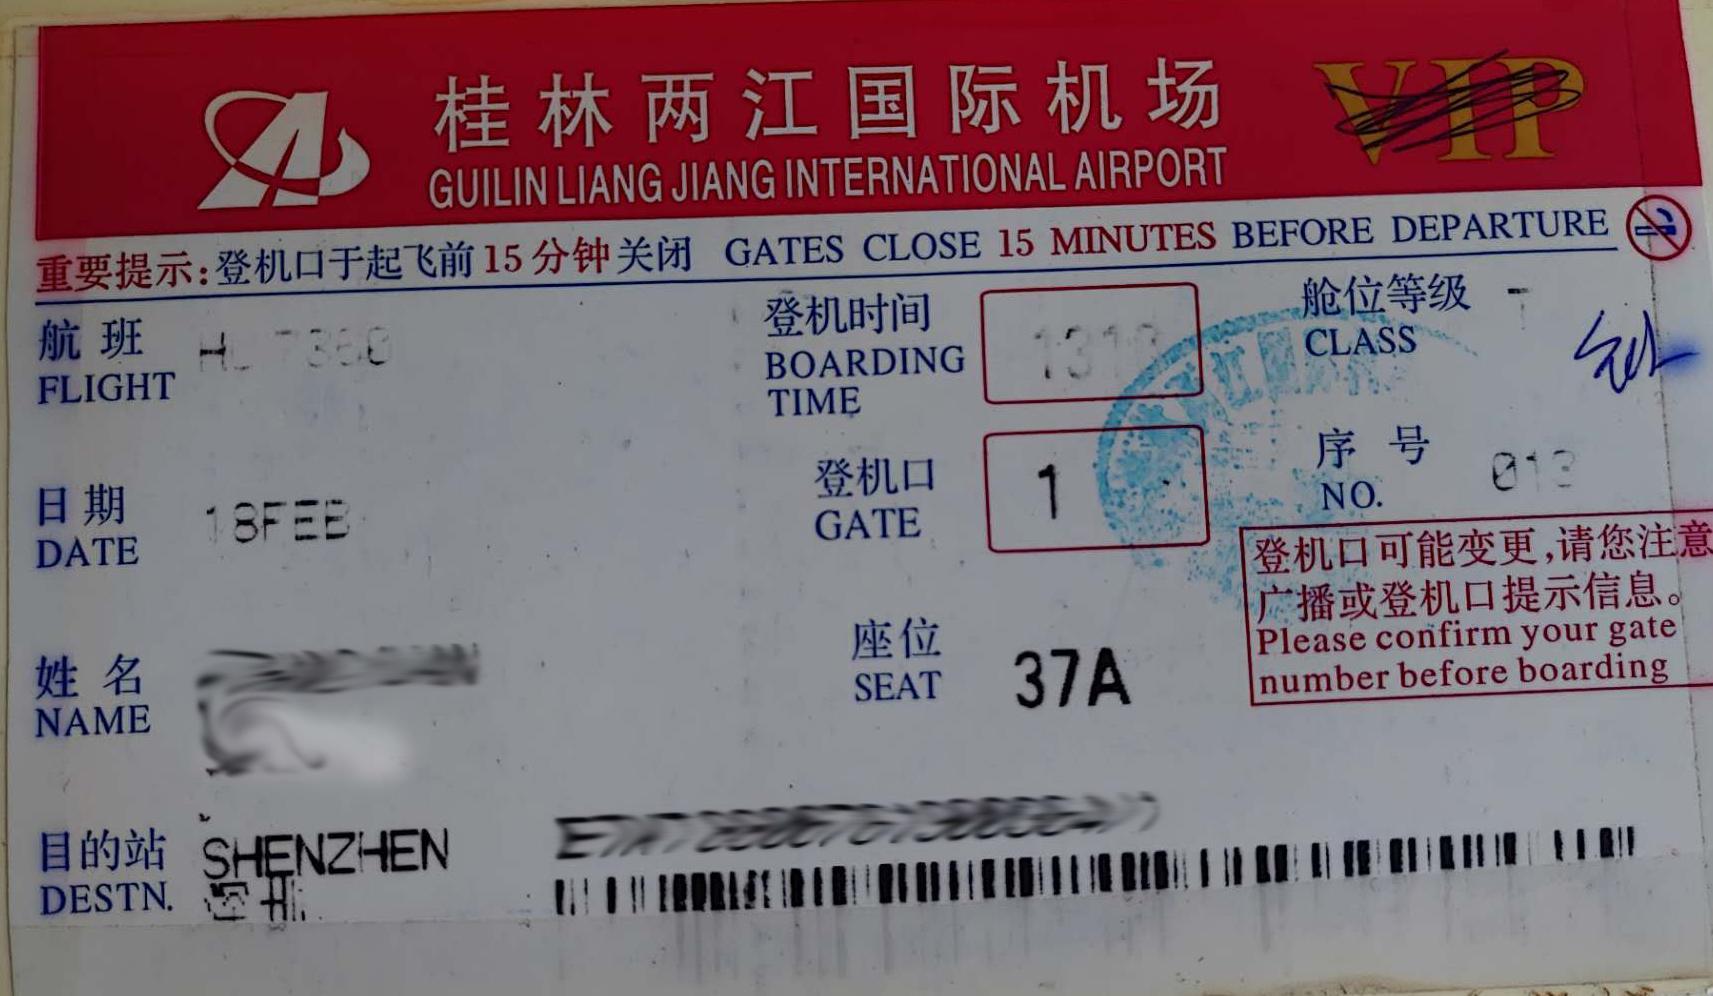 桂林两江国际机场
VIP
GUILIN LIANG JIANG INTERNATIONAL AIRPORT
重要提示:登机口于起飞前15分钟关闭 GATES CLOSE 15 MINUTES BEFORE DEPARTURE
航班
FLIGHT
登机时间
BOARDING
TIME
舱位等级
CLASS
日期
DATE
18FEB
登机口
GATE
1
序号
NO.
013
登机口可能变更,请您注意
广播或登机口提示信息。
Please confirm your gate
number before boarding
姓名
NAME
座位
SEAT
37A
目的站
DESTN.
SHENZHEN